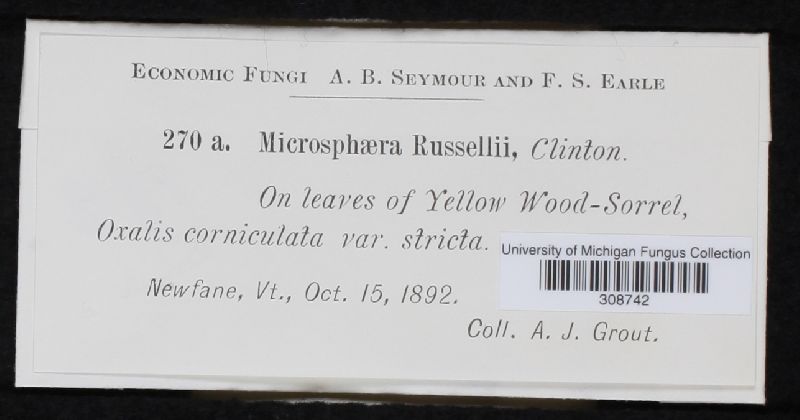 Economic Fungi A. B. Seymour and F. S. Earle
270 a. Microsphæra Russellii, Clinton.
On leaves of Yellow Wood-Sorrel,
Oxalis corniculata var. stricta.
University of Michigan Fungus Collection
308742
Newfane, Vt., Oct. 15, 1892.
Coll. A. J. Grout.